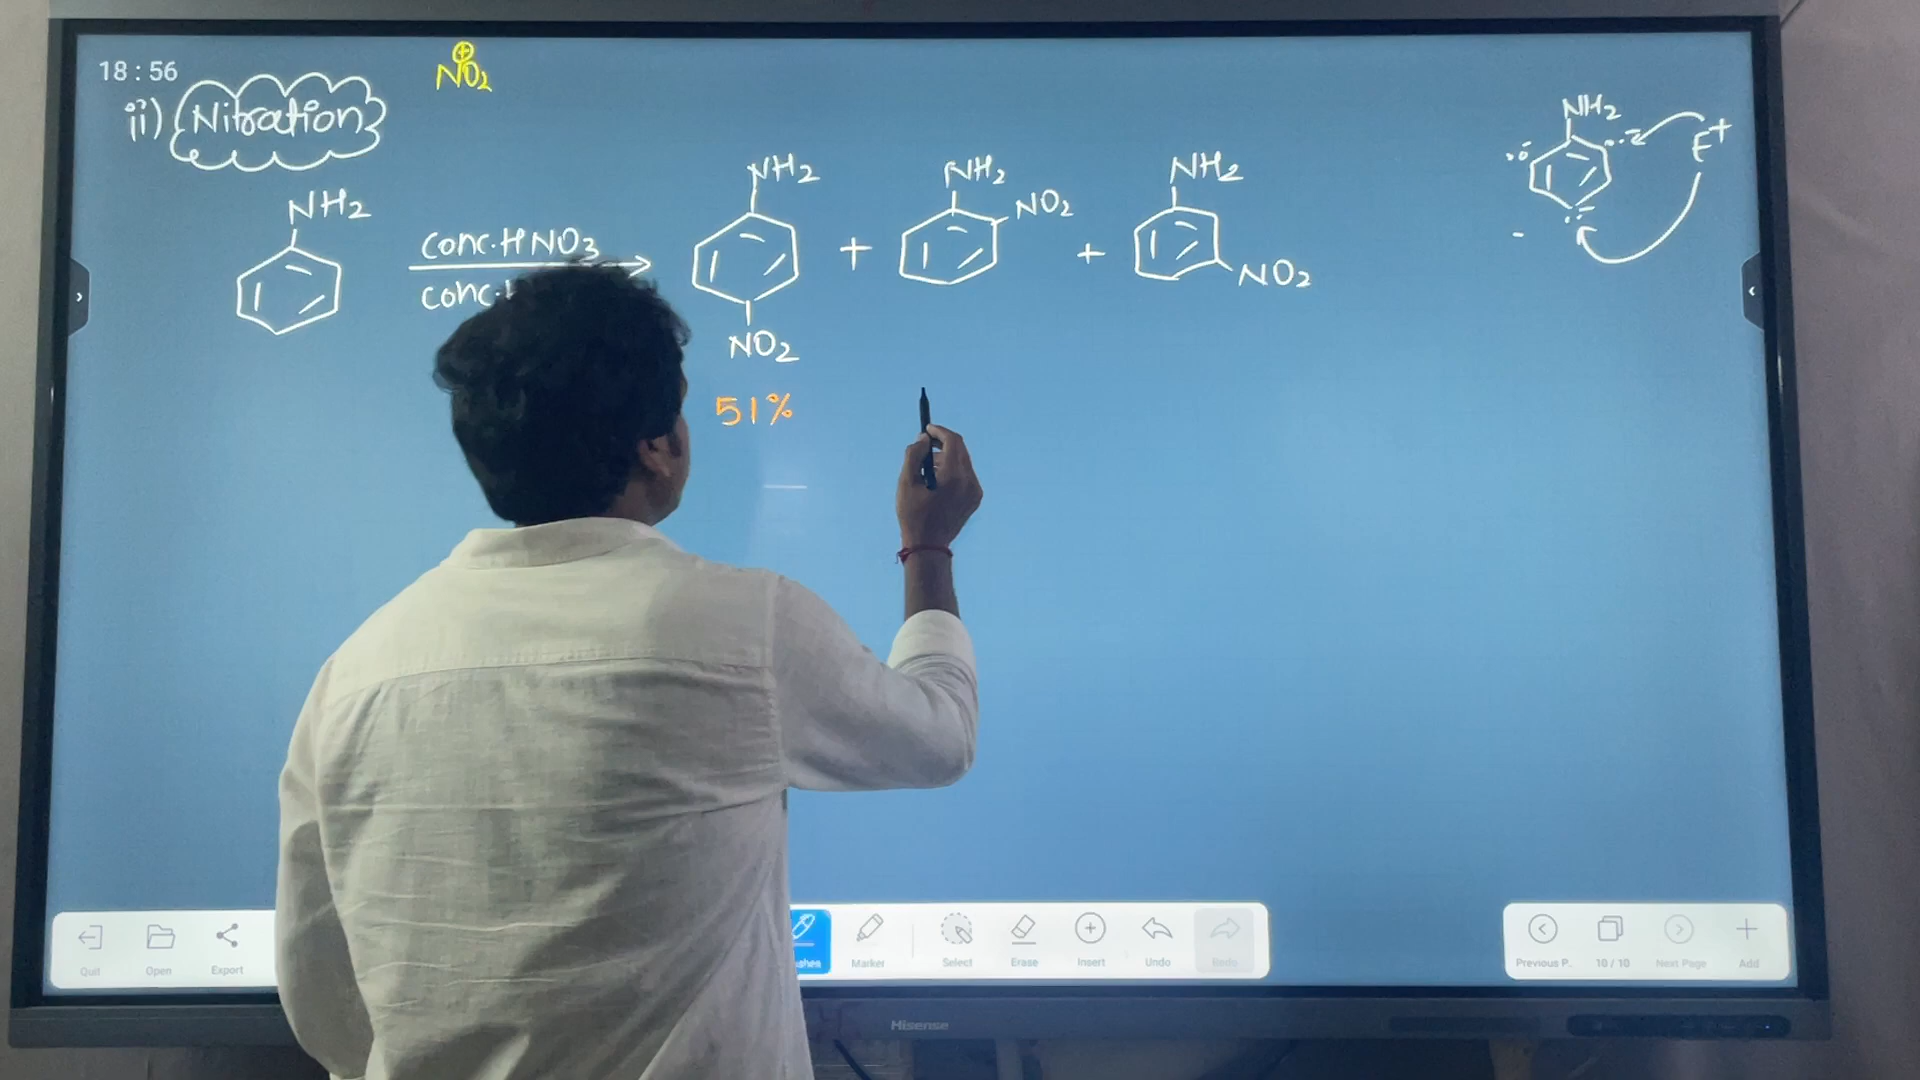 18:56
NO2 ⊕
ii) Nitration
NH2
conc. HNO3
conc.
NH2
NO2
51%
+
NH2
NO2
+
NH2
NO2
NH2
E+
Quit
Open
Export
Marker
Select
Erase
Insert
Undo
Redo
Previous P..
10/10
Next Page
Add
Hisense